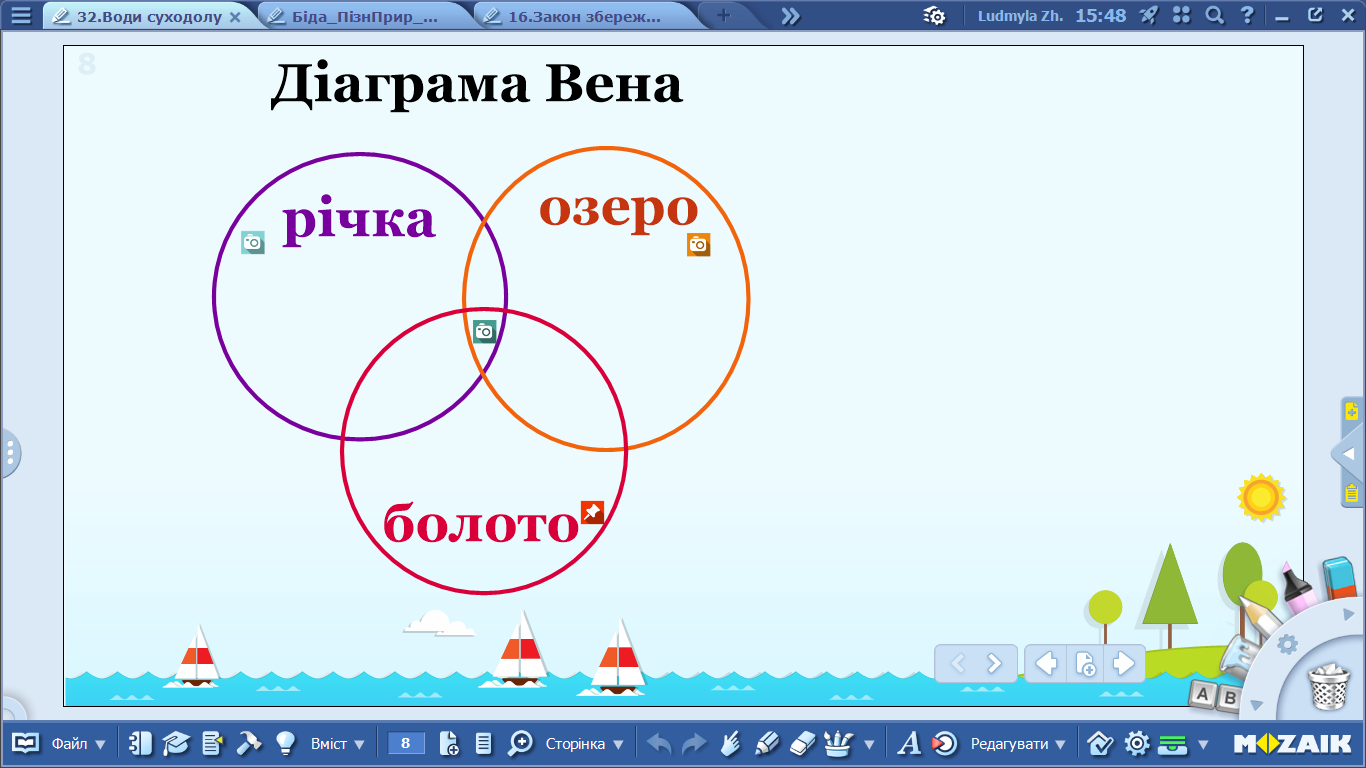 32.Води суходолу
Біда_ПізнПрир_...
16.Закон збереж...
Ludmyla Zh.
15:48
8
Діаграма Вена
річка
озеро
болото
A B
Файл
Вміст
8
Сторінка
Редагувати
MOZAIK